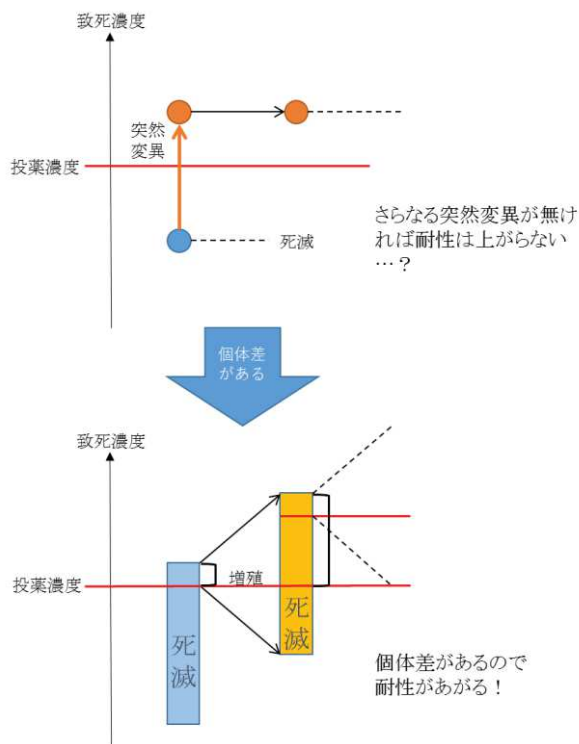 致死濃度
突然
変異
投薬濃度
死滅
さらなる突然変異が無け
れば耐性は上がらない
…？
個体差
がある
致死濃度
増殖
投薬濃度
死滅
死滅
個体差があるので
耐性があがる！